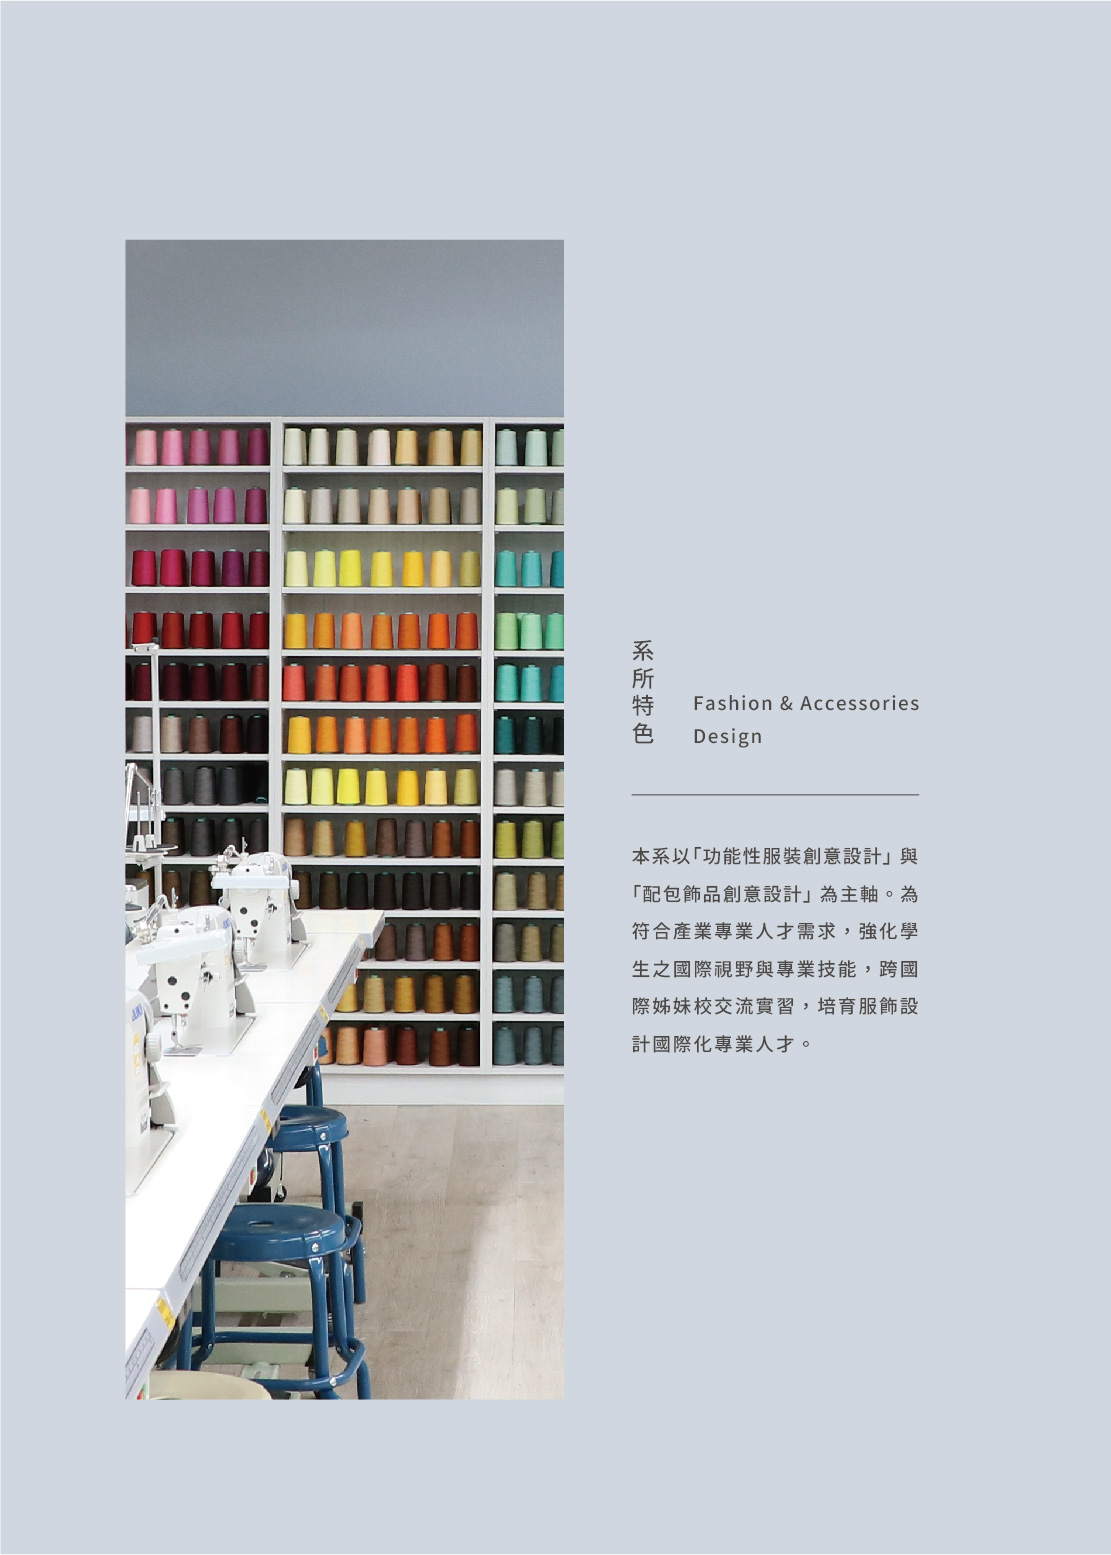 系所特色
Fashion & Accessories
Design
本系以「功能性服裝創意設計」與
「配包飾品創意設計」為主軸。為
符合產業專業人才需求，強化學
生之國際視野與專業技能，跨國
際姊妹校交流實習，培育服飾設
計國際化專業人才。